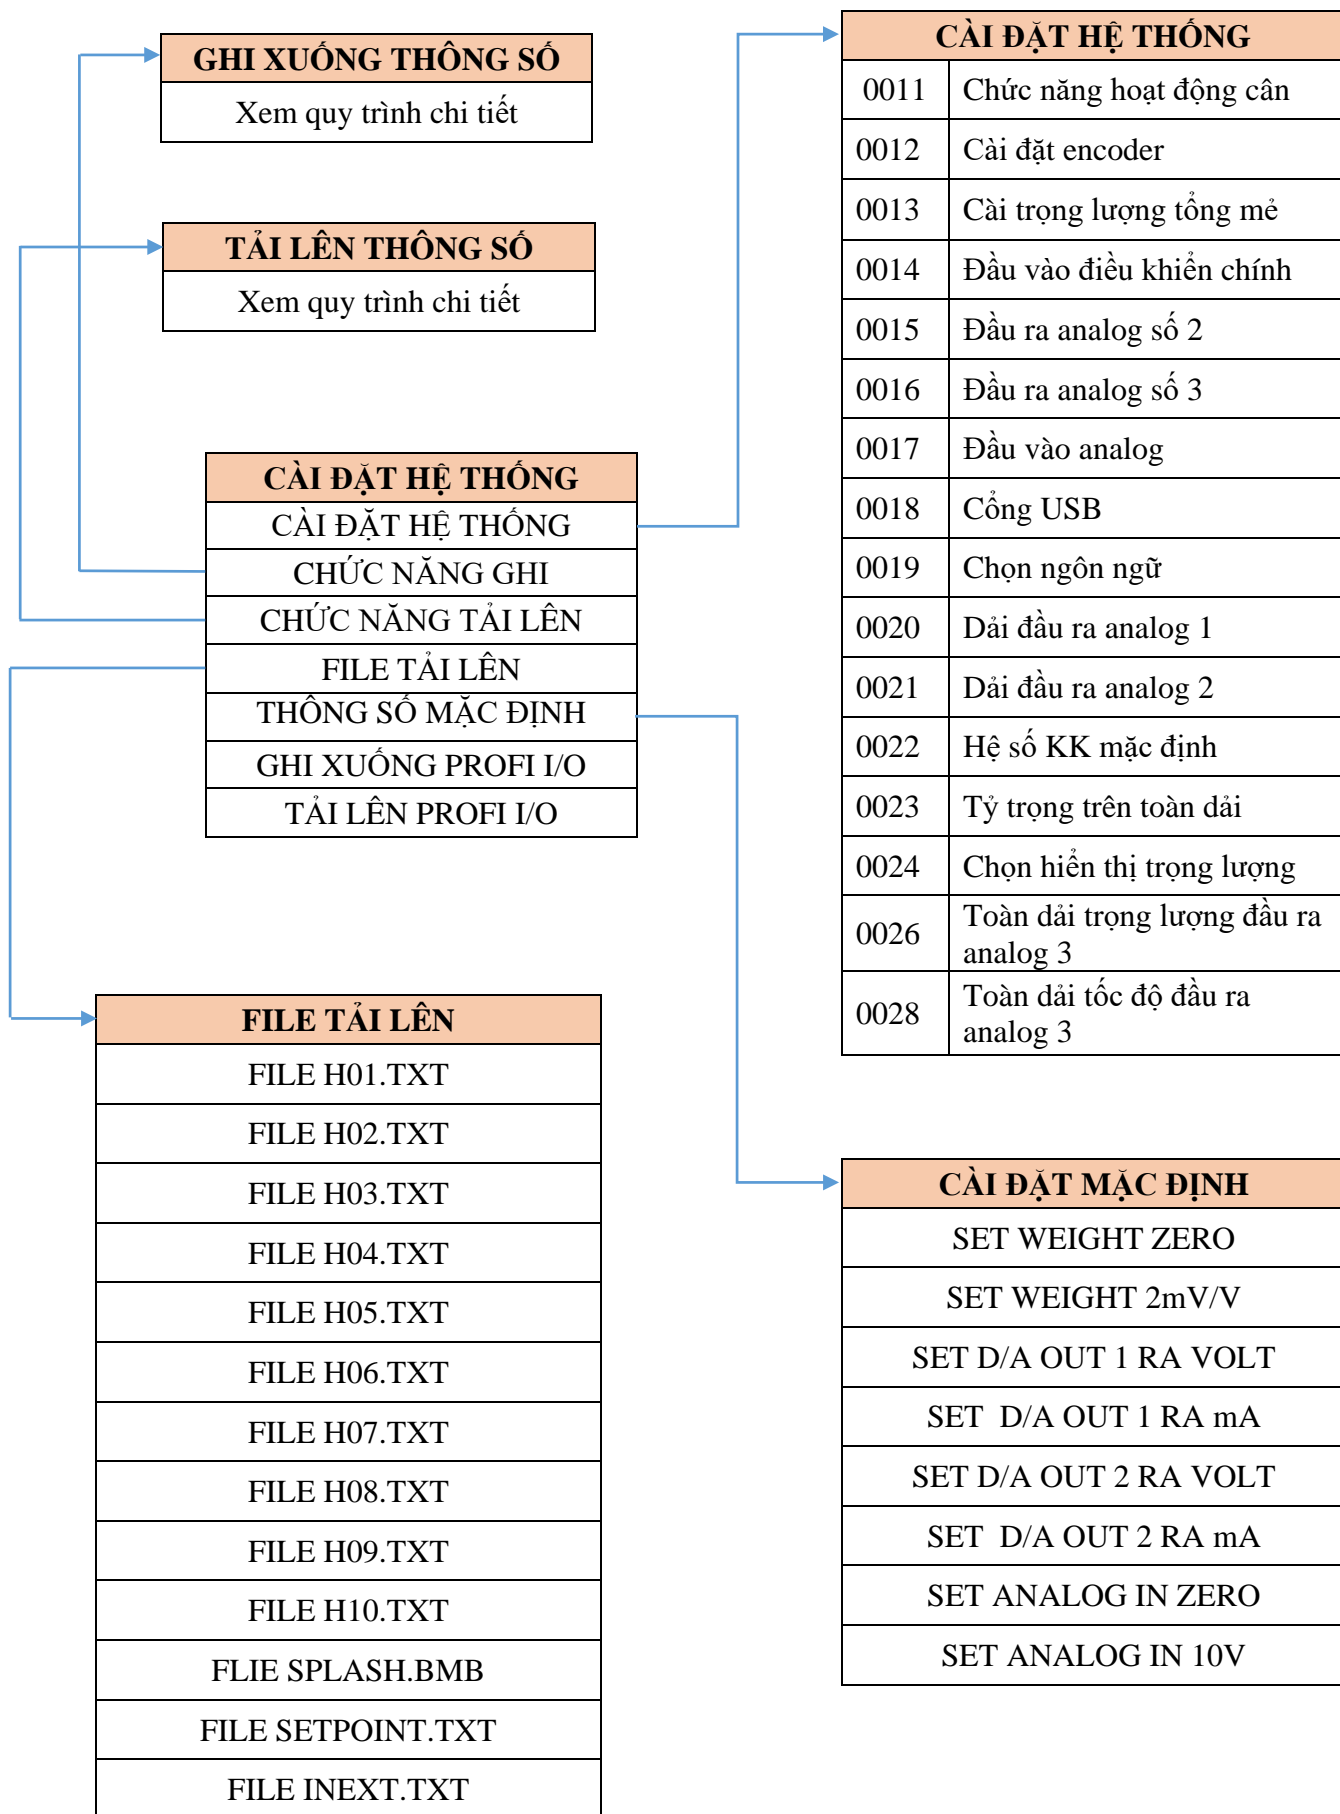 GHI XUỐNG THÔNG SỐ
Xem quy trình chi tiết
TẢI LÊN THÔNG SỐ
Xem quy trình chi tiết
CÀI ĐẶT HỆ THỐNG
CÀI ĐẶT HỆ THỐNG
CHỨC NĂNG GHI
CHỨC NĂNG TẢI LÊN
FILE TẢI LÊN
THÔNG SỐ MẶC ĐỊNH
GHI XUỐNG PROFI I/O
TẢI LÊN PROFI I/O
FILE TẢI LÊN
FILE H01.TXT
FILE H02.TXT
FILE H03.TXT
FILE H04.TXT
FILE H05.TXT
FILE H06.TXT
FILE H07.TXT
FILE H08.TXT
FILE H09.TXT
FILE H10.TXT
FLIE SPLASH.BMB
FILE SETPOINT.TXT
FILE INEXT.TXT
CÀI ĐẶT HỆ THỐNG
0011 Chức năng hoạt động cân
0012 Cài đặt encoder
0013 Cài trọng lượng tổng mẻ
0014 Đầu vào điều khiển chính
0015 Đầu ra analog số 2
0016 Đầu ra analog số 3
0017 Đầu vào analog
0018 Cổng USB
0019 Chọn ngôn ngữ
0020 Dải đầu ra analog 1
0021 Dải đầu ra analog 2
0022 Hệ số KK mặc định
0023 Tỷ trọng trên toàn dải
0024 Chọn hiển thị trọng lượng
0026 Toàn dải trọng lượng đầu ra
analog 3
0028 Toàn dải tốc độ đầu ra
analog 3
CÀI ĐẶT MẶC ĐỊNH
SET WEIGHT ZERO
SET WEIGHT 2mV/V
SET D/A OUT 1 RA VOLT
SET D/A OUT 1 RA mA
SET D/A OUT 2 RA VOLT
SET D/A OUT 2 RA mA
SET ANALOG IN ZERO
SET ANALOG IN 10V